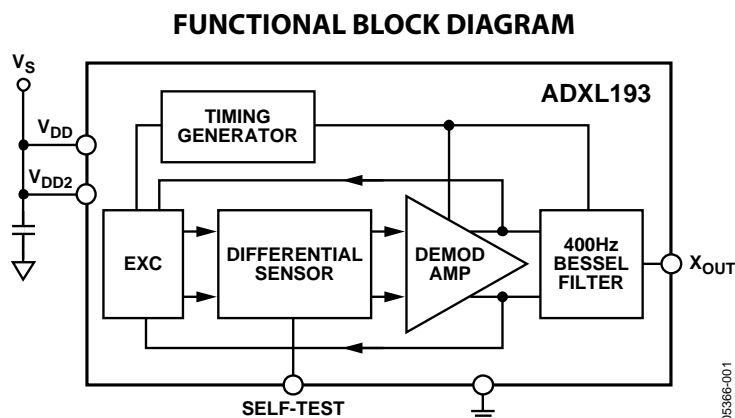 FUNCTIONAL BLOCK DIAGRAM
VS
ADXL193
TIMING
GENERATOR
VDD
VDD2
EXC
DIFFERENTIAL
SENSOR
DEMOD
AMP
400Hz
BESSEL
FILTER
XOUT
SELF-TEST
05366-001